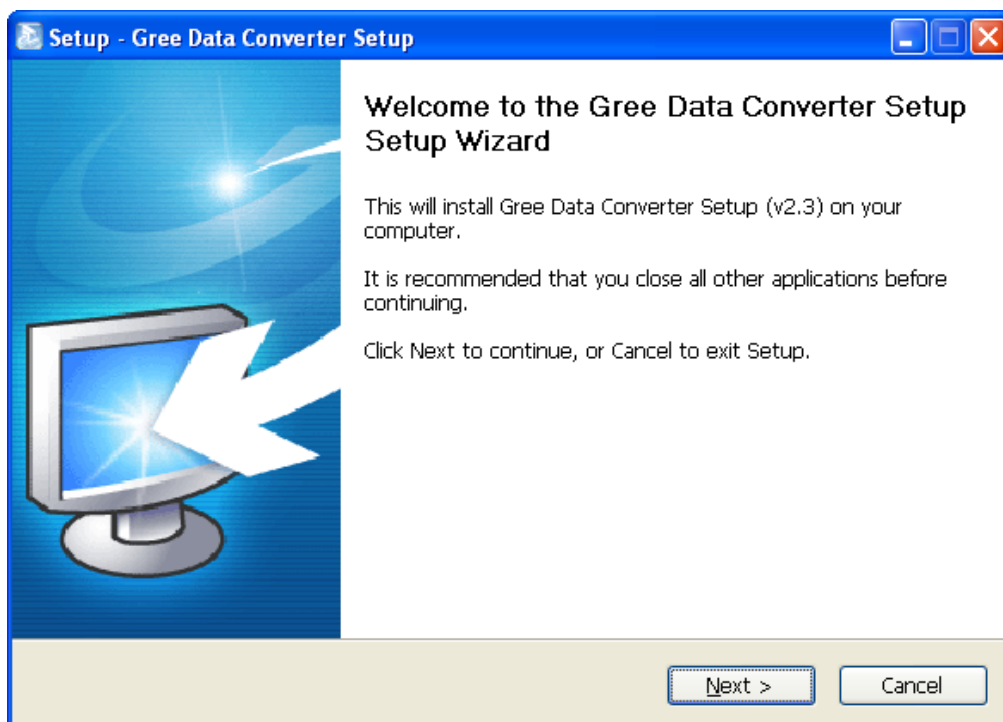 Setup - Gree Data Converter Setup
Welcome to the Gree Data Converter Setup
Setup Wizard
This will install Gree Data Converter Setup (v2.3) on your
computer.
It is recommended that you close all other applications before
continuing.
Click Next to continue, or Cancel to exit Setup.
Next >
Cancel